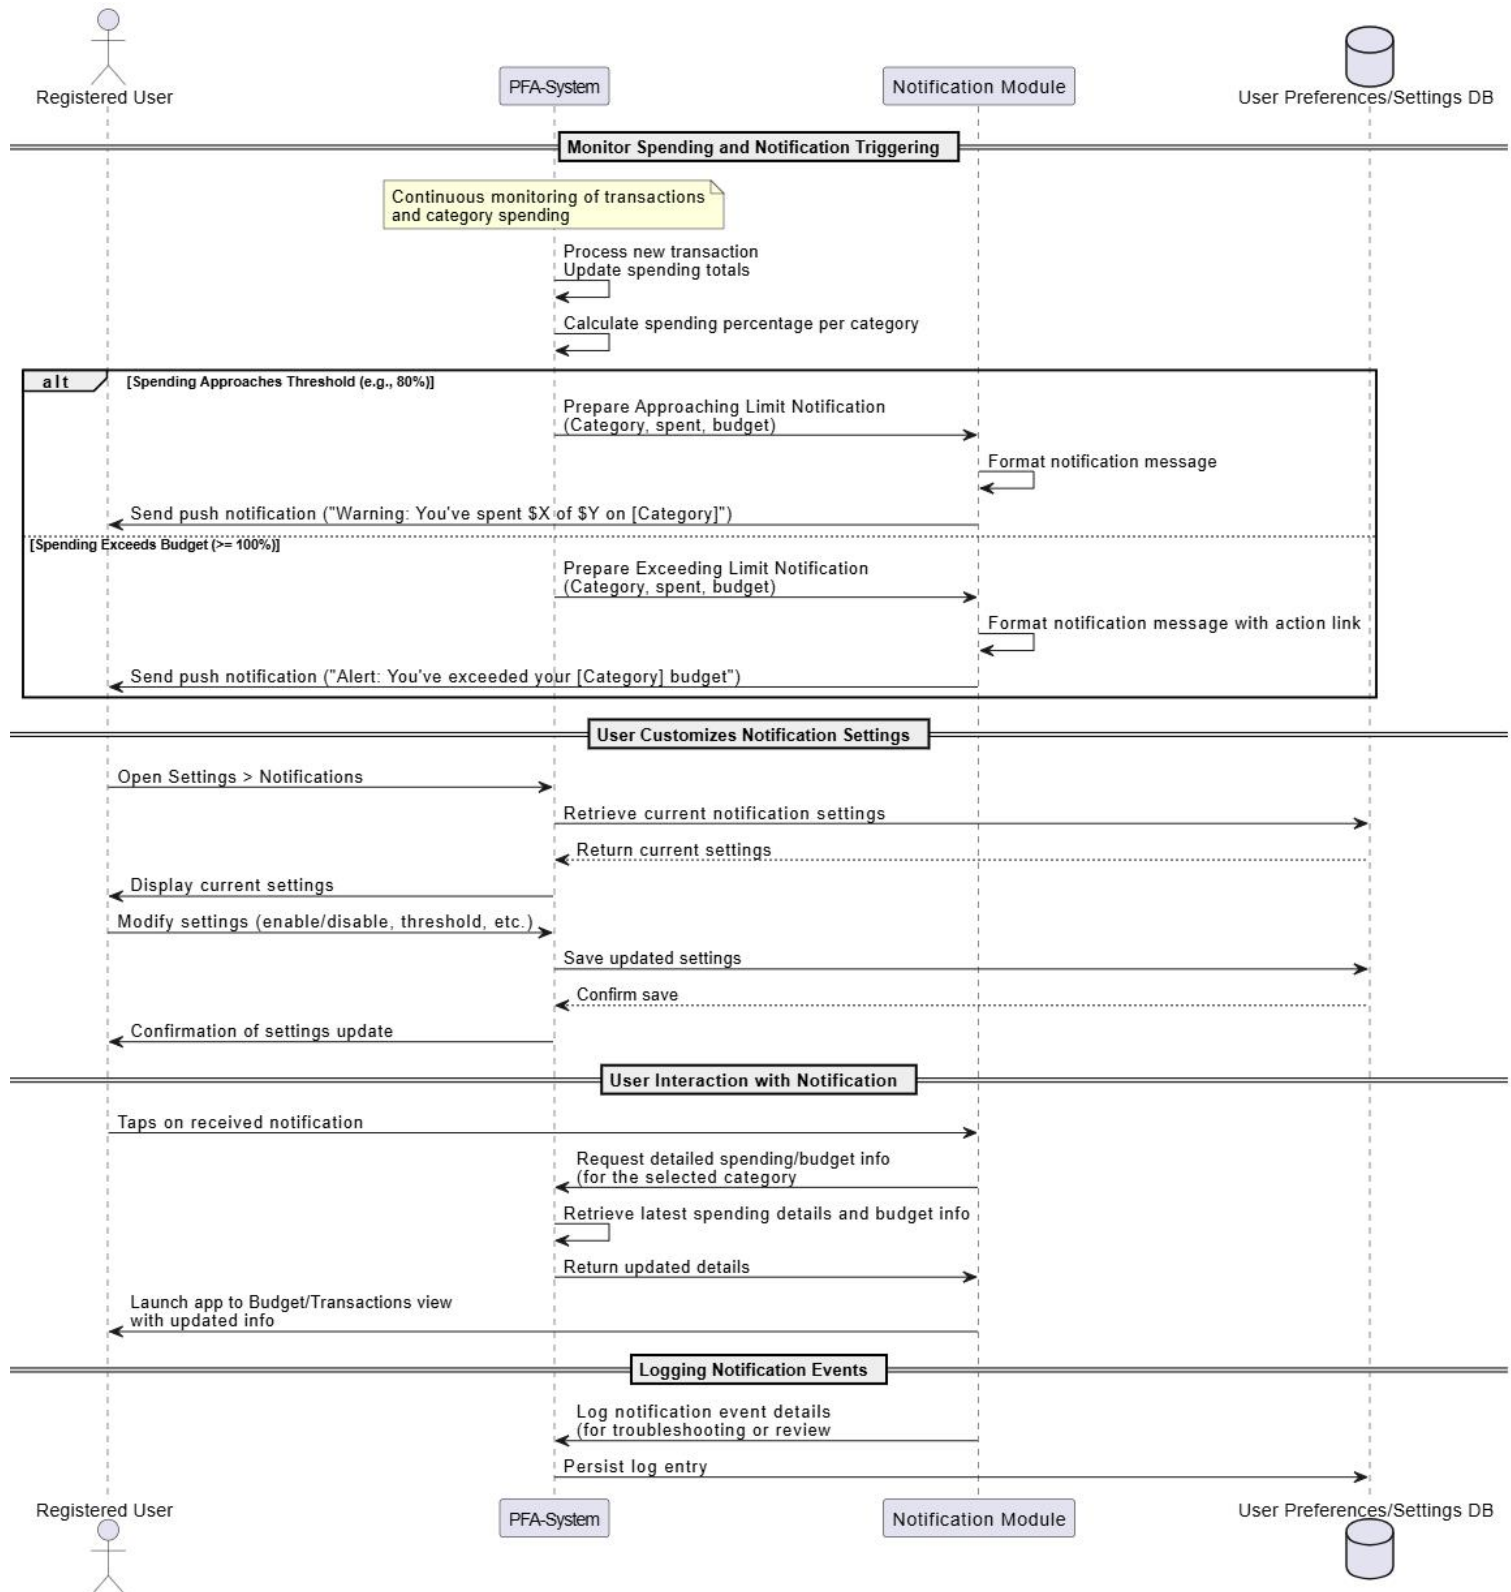 Registered User
PFA-System
Notification Module
User Preferences/Settings DB
Monitor Spending and Notification Triggering
Continuous monitoring of transactions
and category spending
Process new transaction
Update spending totals
Calculate spending percentage per category
alt
[Spending Approaches Threshold (e.g., 80%)]
Prepare Approaching Limit Notification
(Category, spent, budget)
Format notification message
Send push notification ("Warning: You've spent $X of $Y on [Category]")
[Spending Exceeds Budget (>= 100%)]
Prepare Exceeding Limit Notification
(Category, spent, budget)
Format notification message with action link
Send push notification ("Alert: You've exceeded your [Category] budget")
User Customizes Notification Settings
Open Settings > Notifications
Retrieve current notification settings
Return current settings
Display current settings
Modify settings (enable/disable, threshold, etc.)
Save updated settings
Confirm save
Confirmation of settings update
User Interaction with Notification
Taps on received notification
Request detailed spending/budget info
(for the selected category
Retrieve latest spending details and budget info
Return updated details
Launch app to Budget/Transactions view
with updated info
Logging Notification Events
Log notification event details
(for troubleshooting or review
Persist log entry
Registered User
PFA-System
Notification Module
User Preferences/Settings DB